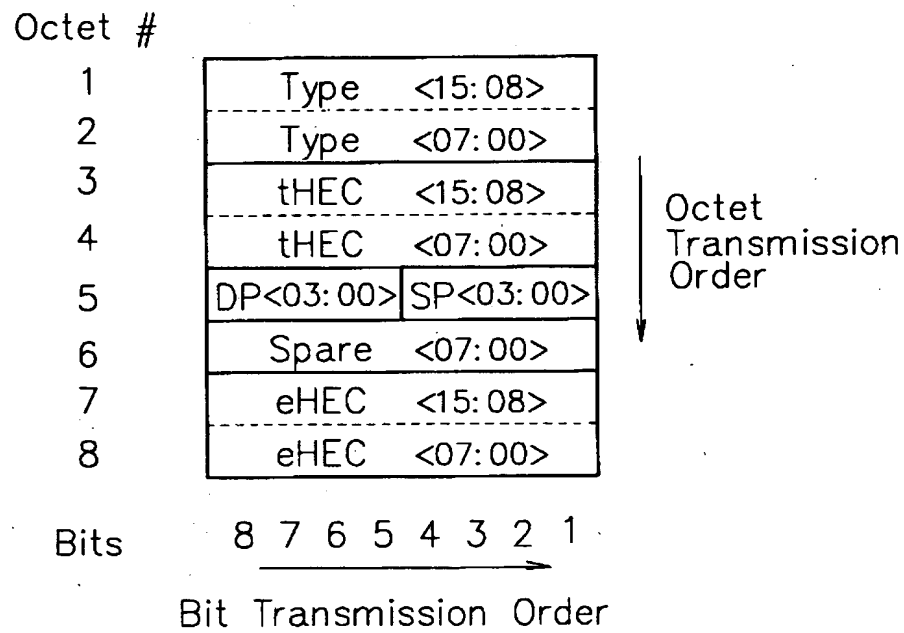 Octet #
1 Type <15:08>
2 Type <07:00>
3 tHEC <15:08>
4 tHEC <07:00>
5 DP<03:00> SP<03:00>
6 Spare <07:00>
7 eHEC <15:08>
8 eHEC <07:00>
Octet
Transmission
Order
Bits 8 7 6 5 4 3 2 1
Bit Transmission Order